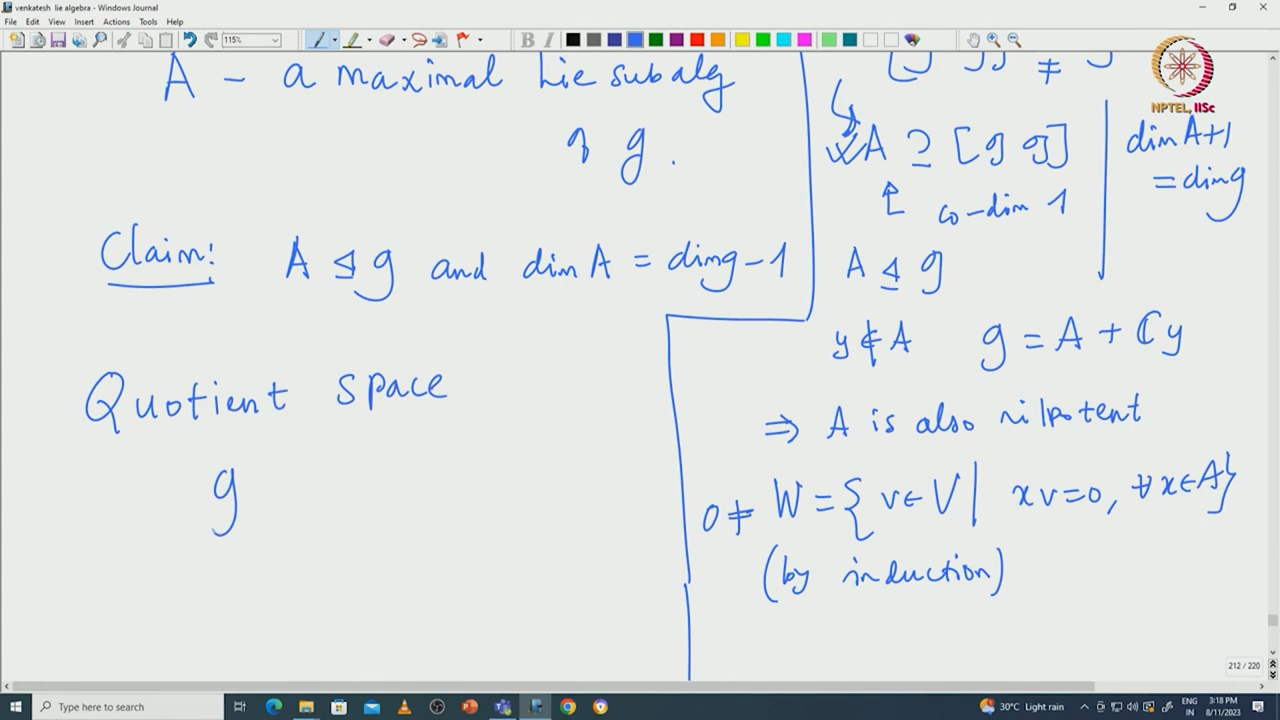 venkatesh lie algebra - Windows Journal
File Edit View Insert Actions Tools Help
115%
B I
NPTEL, IISc
A - a maximal Lie subalg
of g.
Claim: A ⊴ g and dim A = dim g - 1
Quotient space
g
[g g] ≠ g
A ⊇ [g g]
co-dim 1
dim A+1
= dim g
A ⊴ g
y ∉ A g = A + ℂy
⇒ A is also nilpotent
0 ≠ W = { v ∈ V | xv=0, ∀ x ∈ A }
(by induction)
212 / 220
Type here to search
30°C Light rain
ENG
IN
3:18 PM
8/11/2023